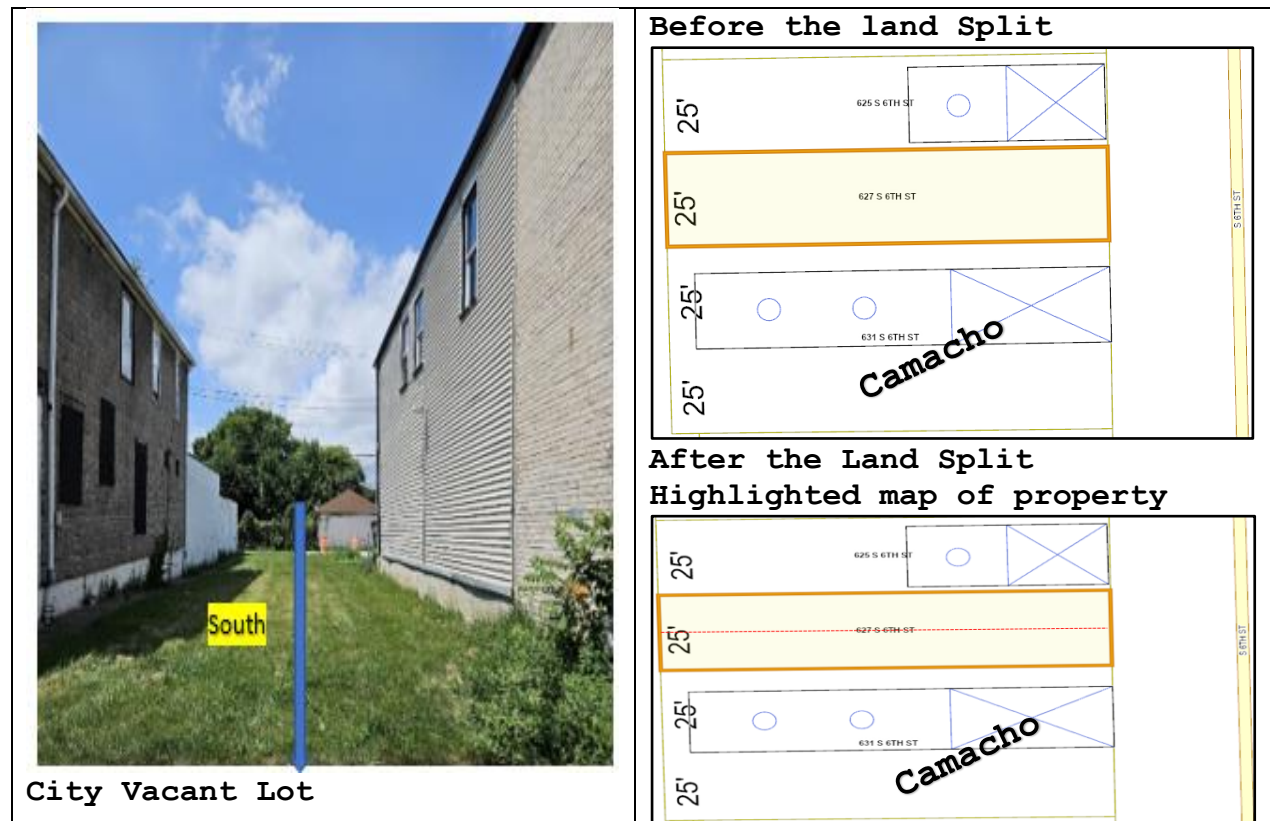 South
City Vacant Lot
Before the land Split
25'
625 S 6TH ST
25'
627 S 6TH ST
S 6TH ST
25'
631 S 6TH ST
Camacho
25'
After the Land Split
Highlighted map of property
25'
625 S 6TH ST
25'
627 S 6TH ST
S 6TH ST
25'
631 S 6TH ST
Camacho
25'